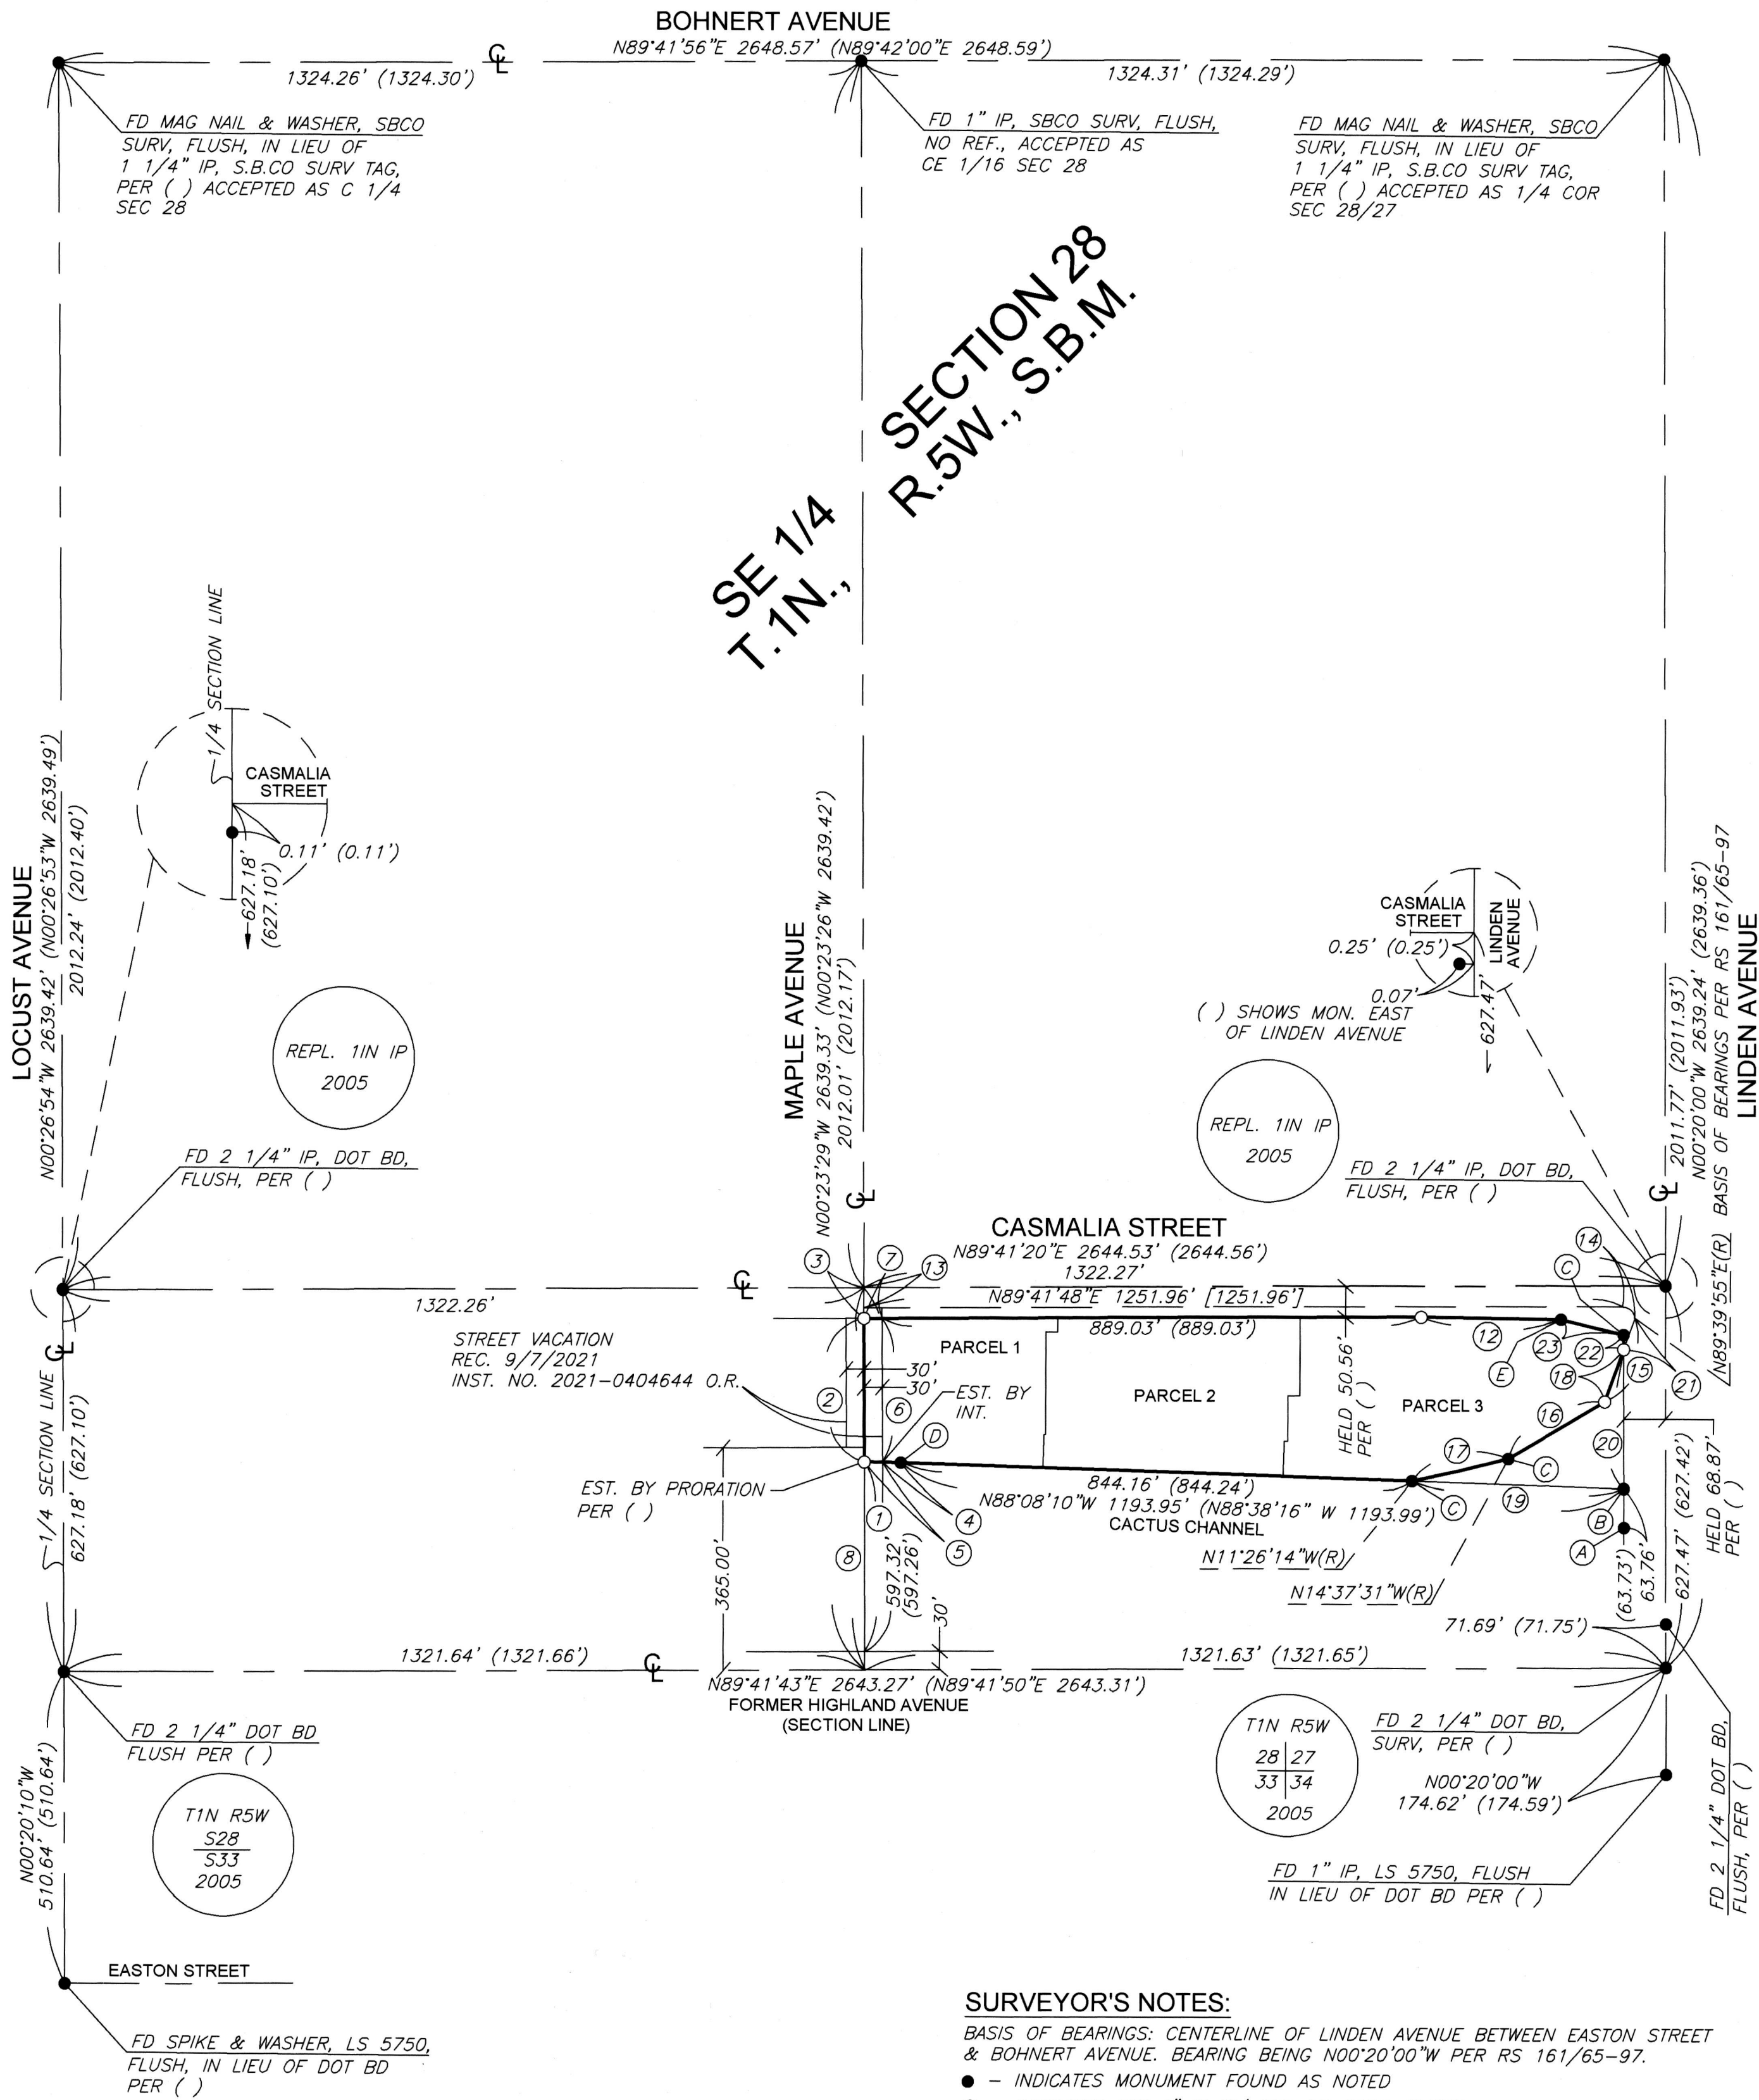 BOHNERT AVENUE
N89°41'56"E 2648.57' (N89°42'00"E 2648.59')
1324.26' (1324.30')
1324.31' (1324.29')
FD MAG NAIL & WASHER, SBCO
SURV, FLUSH, IN LIEU OF
1 1/4" IP, S.B.CO SURV TAG,
PER ( ) ACCEPTED AS C 1/4
SEC 28
FD 1" IP, SBCO SURV, FLUSH,
NO REF., ACCEPTED AS
CE 1/16 SEC 28
FD MAG NAIL & WASHER, SBCO
SURV, FLUSH, IN LIEU OF
1 1/4" IP, S.B.CO SURV TAG,
PER ( ) ACCEPTED AS 1/4 COR
SEC 28/27
SE 1/4 SECTION 28
T.1N., R.5W., S.B.M.
1/4 SECTION LINE
CASMALIA
STREET
0.11' (0.11')
627.18'
(627.10')
LOCUST AVENUE
N00°26'54"W 2639.42' (N00°26'53"W 2639.49')
2012.24' (2012.40')
REPL. 1IN IP
2005
FD 2 1/4" IP, DOT BD,
FLUSH, PER ( )
MAPLE AVENUE
N00°23'29"W 2639.33' (N00°23'26"W 2639.42')
2012.01' (2012.17')
CASMALIA
STREET
LINDEN
AVENUE
0.25' (0.25')
0.07'
( ) SHOWS MON. EAST
OF LINDEN AVENUE
627.47'
REPL. 1IN IP
2005
FD 2 1/4" IP, DOT BD,
FLUSH, PER ( )
2011.77' (2011.93')
N00°20'00"W 2639.24' (2639.36')
BASIS OF BEARINGS PER RS 161/65-97
LINDEN AVENUE
N89°39'55"E(R)
CASMALIA STREET
N89°41'20"E 2644.53' (2644.56')
1322.27'
1322.26'
N89°41'48"E 1251.96' [1251.96']
889.03' (889.03')
3
7
13
14
C
STREET VACATION
REC. 9/7/2021
INST. NO. 2021-0404644 O.R.
PARCEL 1
30'
30'
EST. BY
INT.
2
6
D
PARCEL 2
HELD 50.56'
PER ( )
PARCEL 3
12
E
23
22
15
18
21
16
17
20
C
19
C
B
A
1/4 SECTION LINE
627.18' (627.10')
EST. BY PRORATION
PER ( )
844.16' (844.24')
N88°08'10"W 1193.95' (N88°38'16" W 1193.99')
CACTUS CHANNEL
1
4
5
8
365.00'
597.32'
(597.26')
30'
N11°26'14"W(R)
N14°37'31"W(R)
(63.73')
63.76'
627.47' (627.42')
HELD 68.87'
PER ( )
71.69' (71.75')
1321.64' (1321.66')
1321.63' (1321.65')
N89°41'43"E 2643.27' (N89°41'50"E 2643.31')
FORMER HIGHLAND AVENUE
(SECTION LINE)
FD 2 1/4" DOT BD
FLUSH PER ( )
T1N R5W
S28
S33
2005
N00°20'10"W
510.64' (510.64')
T1N R5W
28 27
33 34
2005
FD 2 1/4" DOT BD,
SURV, PER ( )
N00°20'00"W
174.62' (174.59')
FD 1" IP, LS 5750, FLUSH
IN LIEU OF DOT BD PER ( )
FD 2 1/4" DOT BD,
FLUSH, PER ( )
EASTON STREET
FD SPIKE & WASHER, LS 5750,
FLUSH, IN LIEU OF DOT BD
PER ( )
SURVEYOR'S NOTES:
BASIS OF BEARINGS: CENTERLINE OF LINDEN AVENUE BETWEEN EASTON STREET
& BOHNERT AVENUE. BEARING BEING N00°20'00"W PER RS 161/65-97.
● - INDICATES MONUMENT FOUND AS NOTED